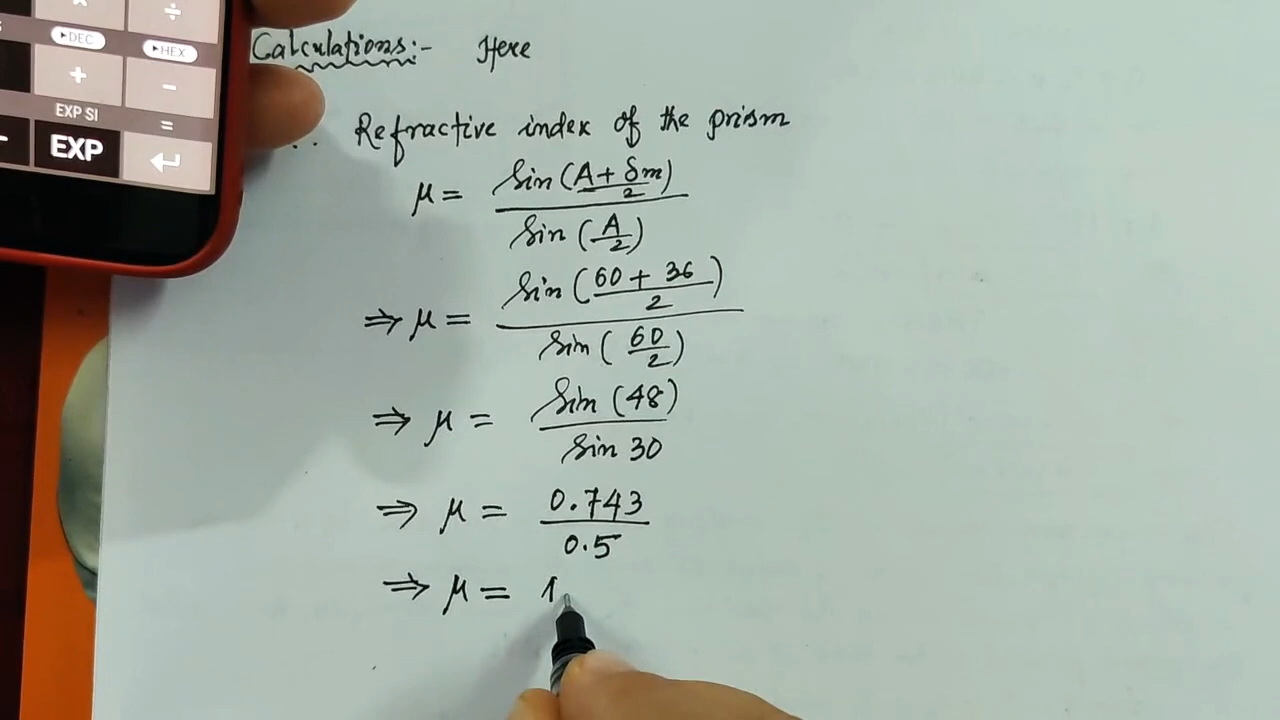 ÷
▸DEC ▸HEX
+ −
EXP SI =
EXP
Calculations:- Here
∴ Refractive index of the prism
μ = sin(A + δm / 2) / sin(A/2)
⇒ μ = sin(60 + 36 / 2) / sin(60/2)
⇒ μ = sin(48) / sin 30
⇒ μ = 0.743 / 0.5
⇒ μ = 1.